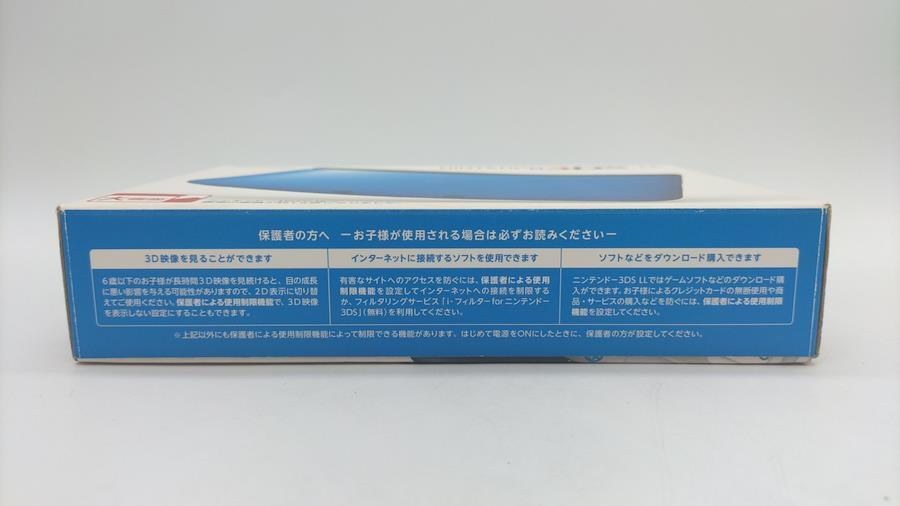 保護者の方へ ーお子様が使用される場合は必ずお読みくださいー
3D映像を見ることができます
6歳以下のお子様が長時間3D映像を見続けると、目の成長
に悪い影響を与える可能性がありますので、2D表示に切り替
えてご使用ください。保護者による使用制限機能で、3D映像
を表示しない設定にすることもできます。
インターネットに接続するソフトを使用できます
有害なサイトへのアクセスを防ぐには、保護者による使用
制限機能を設定してインターネットへの接続を制限する
か、フィルタリングサービス「i-フィルターforニンテンドー
3DS」(無料)を利用してください。
ソフトなどをダウンロード購入できます
ニンテンドー3DS LLではゲームソフトなどのダウンロード購
入ができます。お子様によるクレジットカードの無断使用や商
品・サービスの購入などを防ぐには、保護者による使用制限
機能を設定してください。
※上記以外にも保護者による使用制限機能によって制限できる機能があります。はじめて電源をONにしたときに、保護者の方が設定してください。